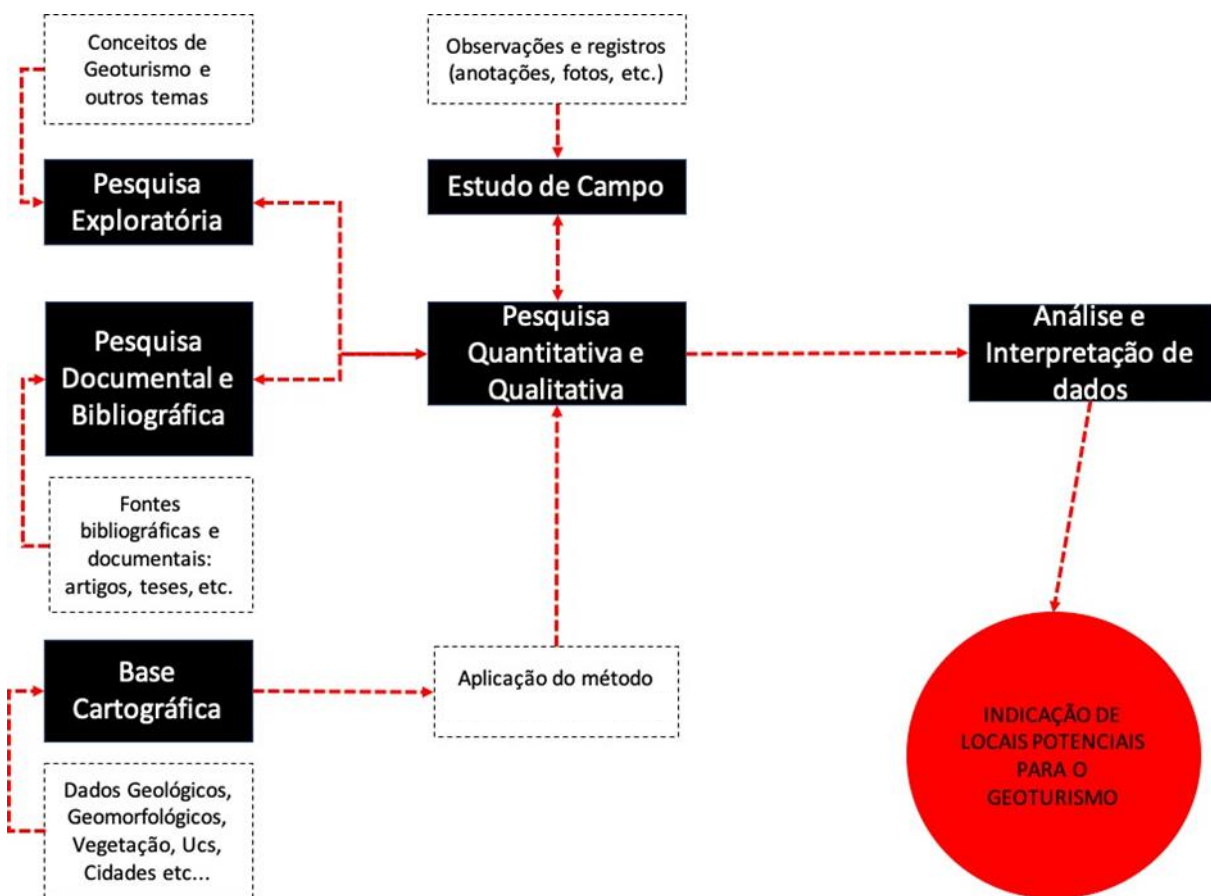 Conceitos de
Geoturismo e
outros temas
Observações e registros
(anotações, fotos, etc.)
Pesquisa
Exploratória
Estudo de Campo
Pesquisa
Documental e
Bibliográfica
Pesquisa
Quantitativa e
Qualitativa
Análise e
Interpretação de
dados
Fontes
bibliográficas e
documentais:
artigos, teses, etc.
Base
Cartográfica
Aplicação do método
INDICAÇÃO DE
LOCAIS POTENCIAIS
PARA O
GEOTURISMO
Dados Geológicos,
Geomorfológicos,
Vegetação, Ucs,
Cidades etc...